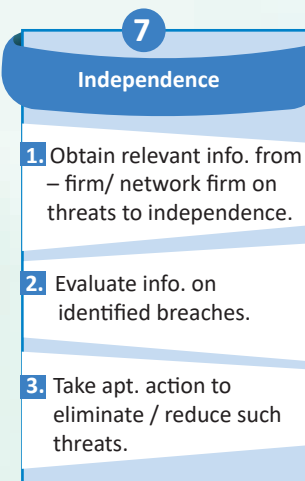 7
Independence
1. Obtain relevant info. from
– firm/ network firm on
threats to independence.
2. Evaluate info. on
identified breaches.
3. Take apt. action to
eliminate / reduce such
threats.